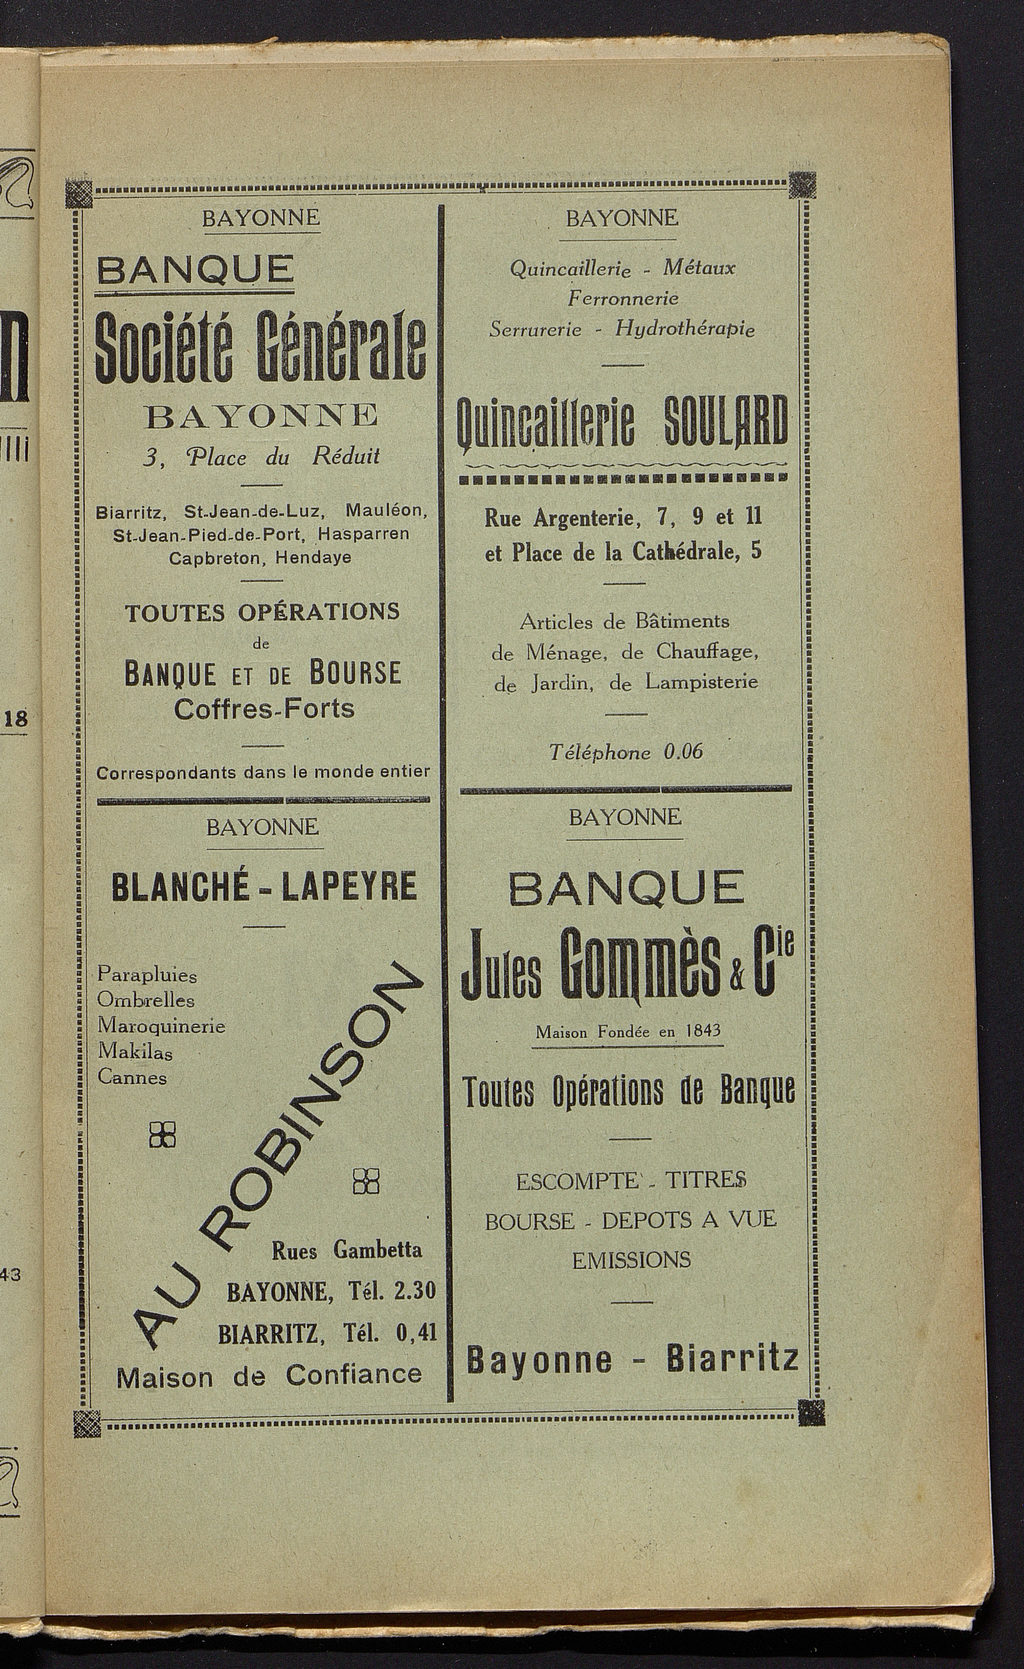 BAYONNE
BANQUE
Société Générale
BAYONNE
3, Place du Réduit
Biarritz, St-Jean-de-Luz, Mauléon,
St-Jean-Pied-de-Port, Hasparren
Capbreton, Hendaye
TOUTES OPÉRATIONS
de
BANQUE ET DE BOURSE
Coffres-Forts
Correspondants dans le monde entier
BAYONNE
BLANCHÉ - LAPEYRE
Parapluies
Ombrelles
Maroquinerie
Makilas
Cannes
AU ROBINSON
Rues Gambetta
BAYONNE, Tél. 2.30
BIARRITZ, Tél. 0,41
Maison de Confiance
BAYONNE
Quincaillerie - Métaux
Ferronnerie
Serrurerie - Hydrothérapie
Quincaillerie SOULARD
Rue Argenterie, 7, 9 et 11
et Place de la Cathédrale, 5
Articles de Bâtiments
de Ménage, de Chauffage,
de Jardin, de Lampisterie
Téléphone 0.06
BAYONNE
BANQUE
Jules Gommès & Cie
Maison Fondée en 1843
Toutes Opérations de Banque
ESCOMPTE - TITRES
BOURSE - DEPOTS A VUE
EMISSIONS
Bayonne - Biarritz
18
43